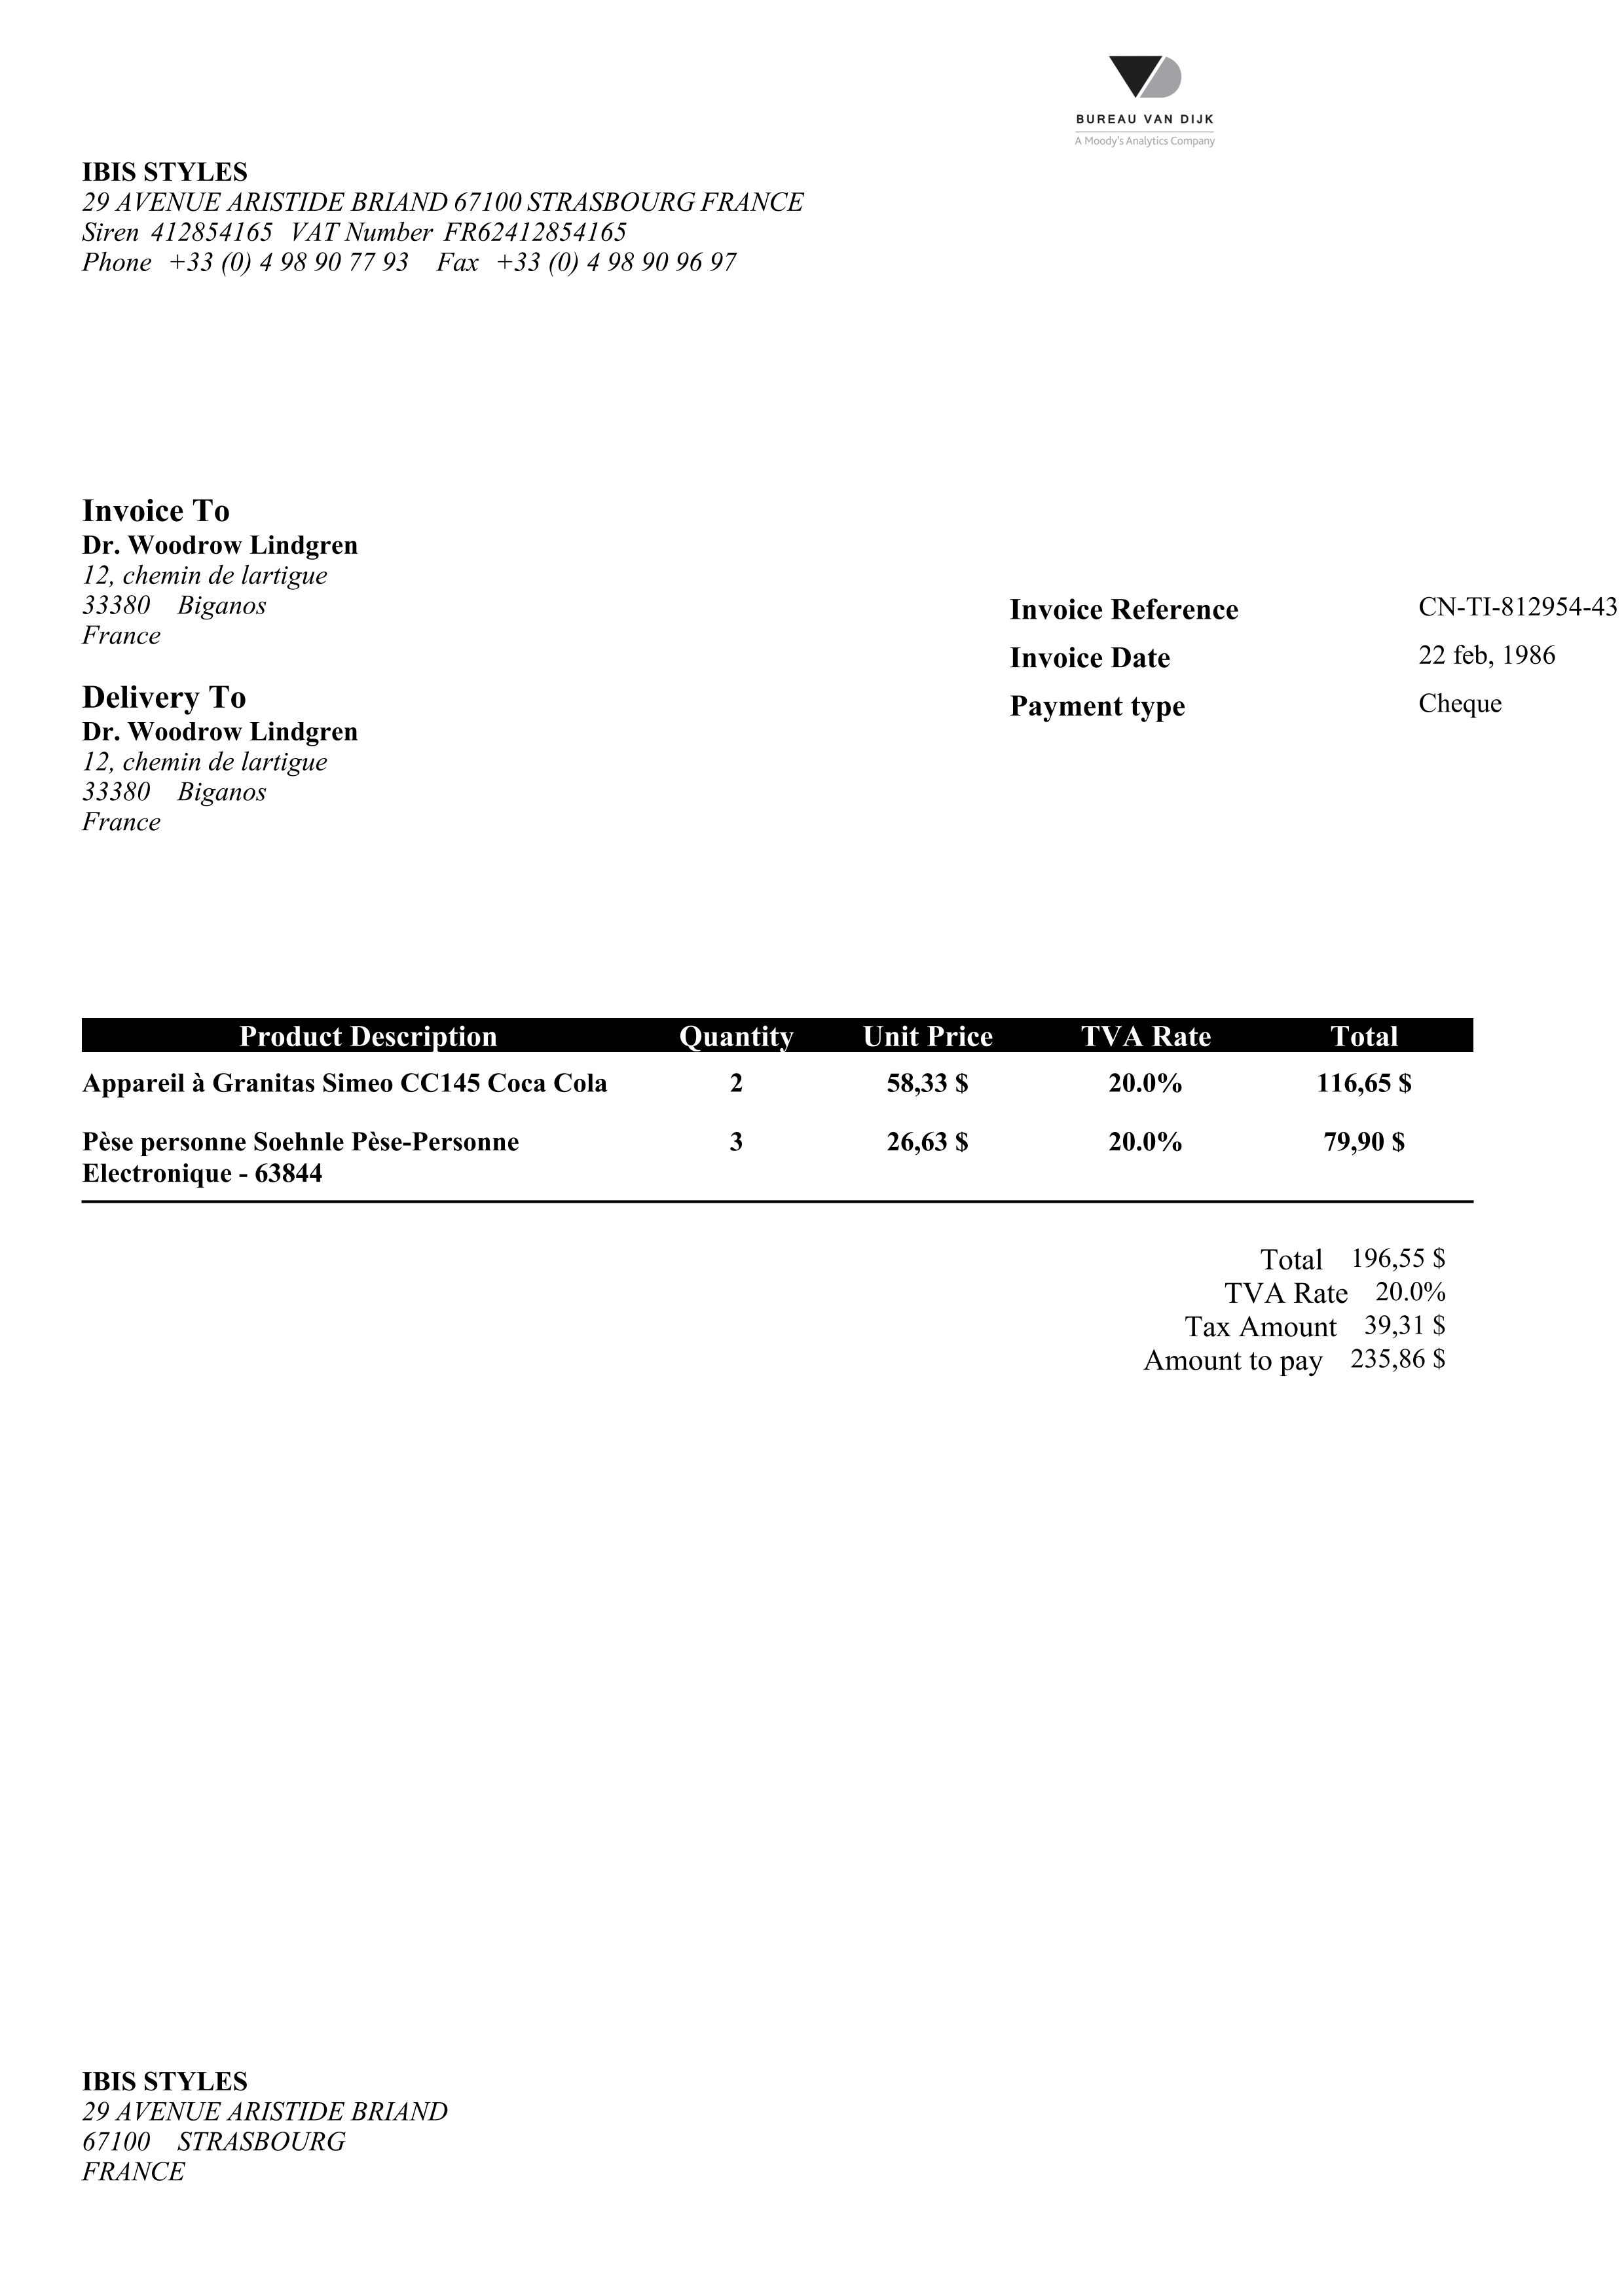 BUREAU VAN DIJK
A Moody's Analytics Company
IBIS STYLES
29 AVENUE ARISTIDE BRIAND 67100 STRASBOURG FRANCE
Siren 412854165 VAT Number FR62412854165
Phone +33 (0) 4 98 90 77 93 Fax +33 (0) 4 98 90 96 97
Invoice To
Dr. Woodrow Lindgren
12, chemin de lartigue
33380 Biganos
France
Delivery To
Dr. Woodrow Lindgren
12, chemin de lartigue
33380 Biganos
France
Invoice Reference CN-TI-812954-43
Invoice Date 22 feb, 1986
Payment type Cheque
Product Description Quantity Unit Price TVA Rate Total
Appareil à Granitas Simeo CC145 Coca Cola 2 58,33 $ 20.0% 116,65 $
Pèse personne Soehnle Pèse-Personne 3 26,63 $ 20.0% 79,90 $
Electronique - 63844
Total 196,55 $
TVA Rate 20.0%
Tax Amount 39,31 $
Amount to pay 235,86 $
IBIS STYLES
29 AVENUE ARISTIDE BRIAND
67100 STRASBOURG
FRANCE